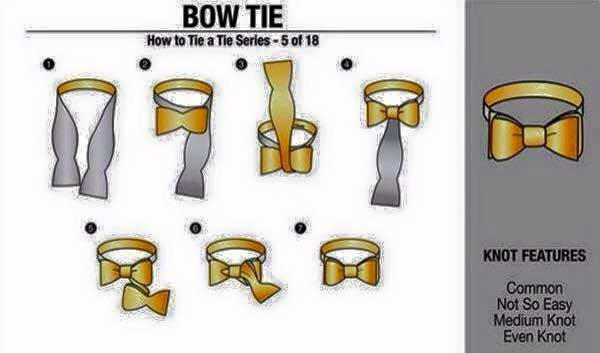 BOW TIE
How to Tie a Tie Series - 5 of 18
1
2
3
4
5
6
7
KNOT FEATURES
Common
Not So Easy
Medium Knot
Even Knot